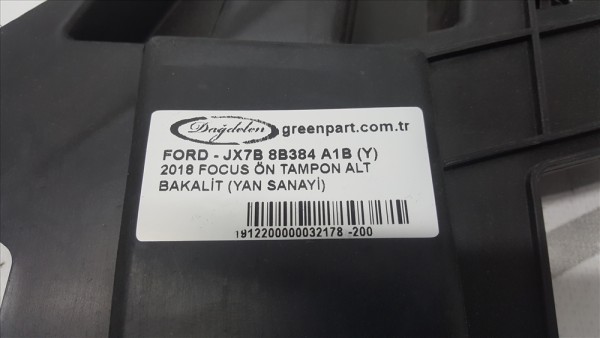 Dağdelen greenpart.com.tr
FORD - JX7B 8B384 A1B (Y)
2018 FOCUS ÖN TAMPON ALT
BAKALİT (YAN SANAYİ)
1912200000032178 -200